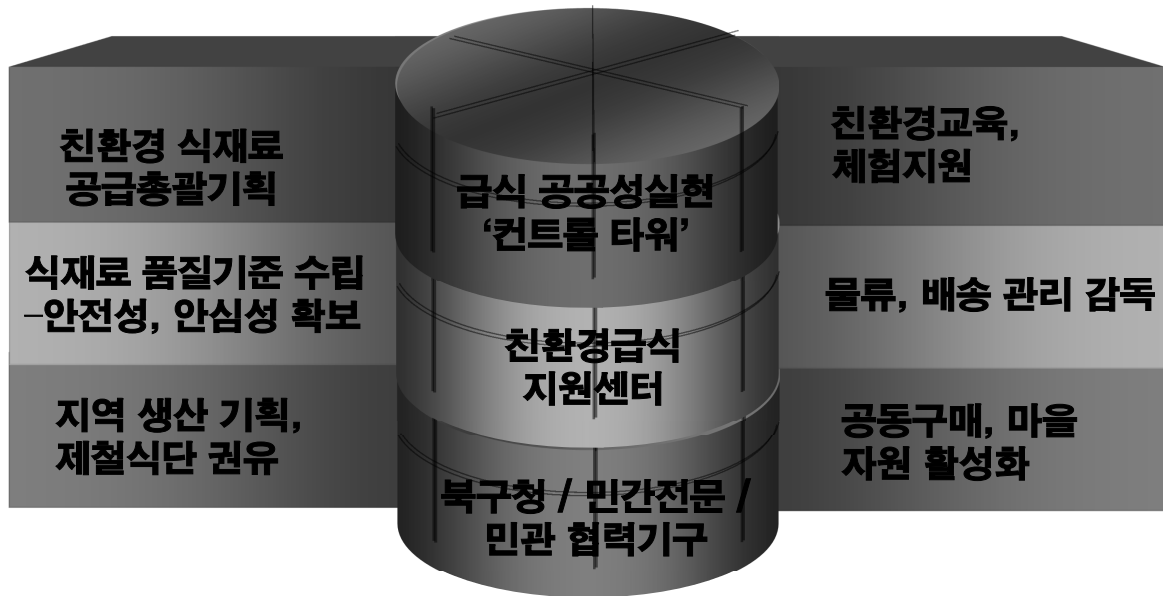 친환경 식재료
공급총괄기획
식재료 품질기준 수립
–안전성, 안심성 확보
지역 생산 기획,
제철식단 권유
급식 공공성실현
‘컨트롤 타워’
친환경급식
지원센터
북구청 / 민간전문 /
민관 협력기구
친환경교육,
체험지원
물류, 배송 관리 감독
공동구매, 마을
자원 활성화